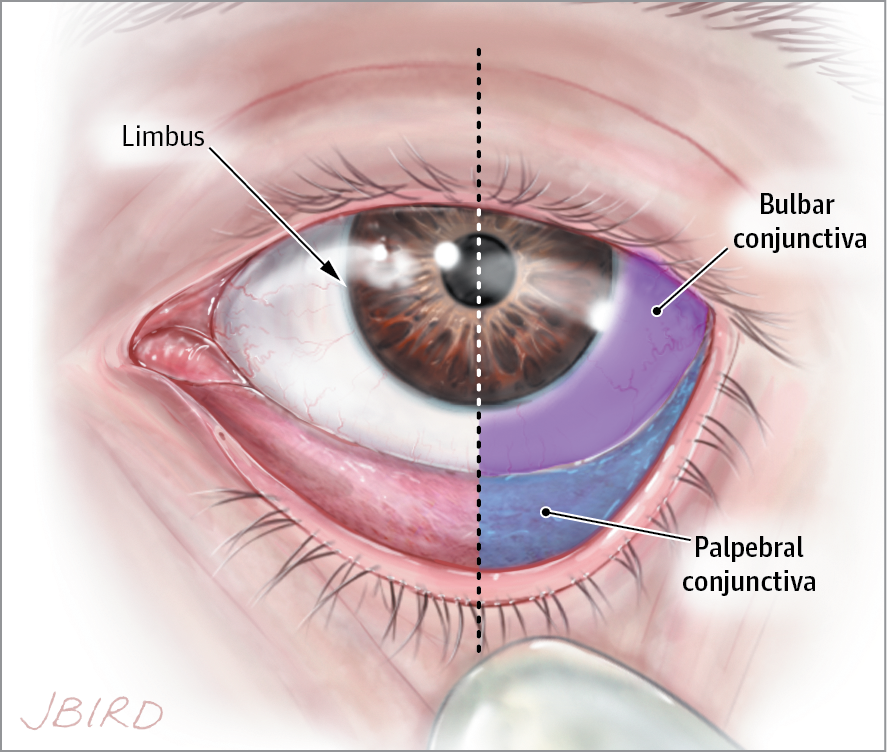 Limbus
Bulbar
conjunctiva
Palpebral
conjunctiva
JBIRD